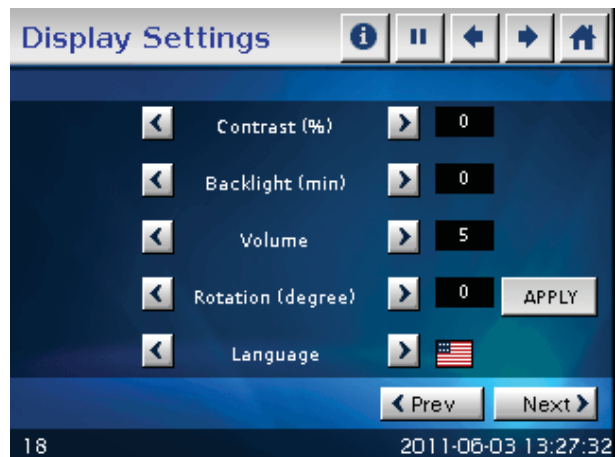 Display Settings
Contrast (%) 0
Backlight (min) 0
Volume 5
Rotation (degree) 0 APPLY
Language
Prev Next
18 2011-06-03 13:27:32